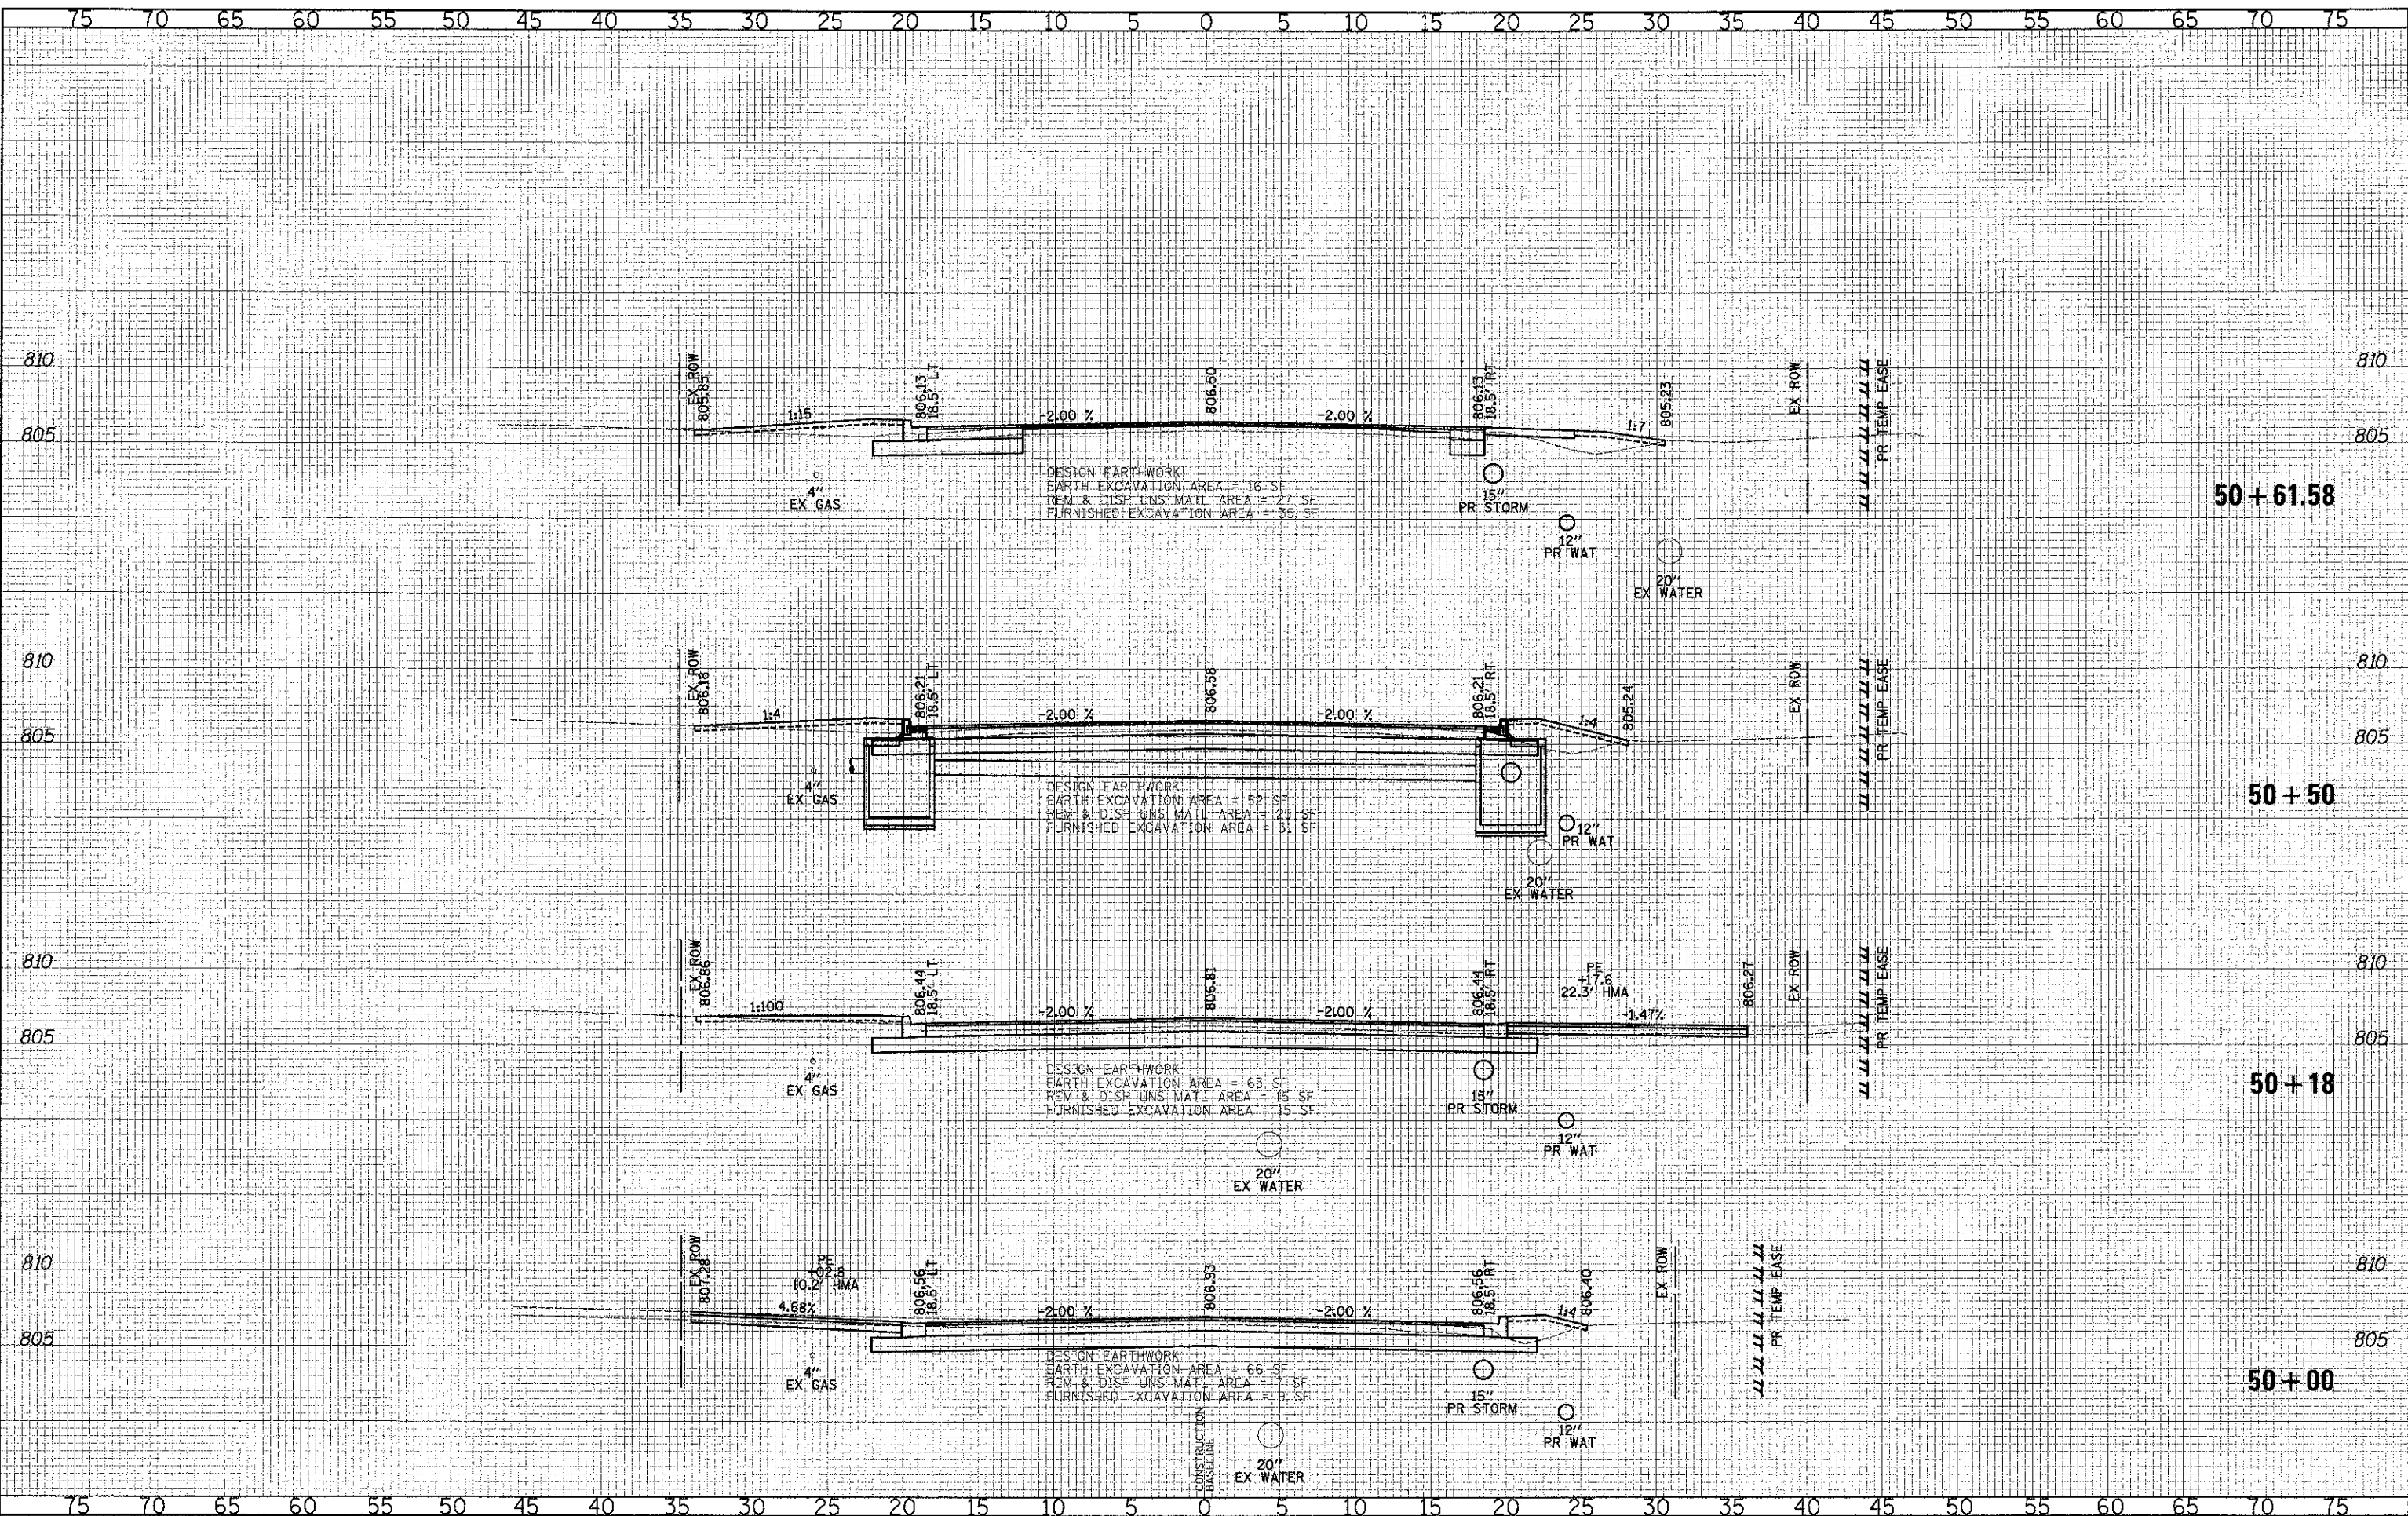 75 70 65 60 55 50 45 40 35 30 25 20 15 10 5 0 5 10 15 20 25 30 35 40 45 50 55 60 65 70 75
810
EX ROW
805.85
1:15
806.13
18.5' LT
-2.00 %
806.50
-2.00 %
806.13
18.5' RT
1:7
805.23
EX ROW
PR TEMP EASE
810
805
805
4"
EX GAS
DESIGN EARTHWORK
EARTH EXCAVATION AREA = 16 SF
REM & DISP UNS MATL AREA = 27 SF
FURNISHED EXCAVATION AREA = 35 SF
15"
PR STORM
12"
PR WAT
20"
EX WATER
50 + 61.58
810
EX ROW
806.18
1:4
806.21
18.5' LT
-2.00 %
806.58
-2.00 %
806.21
18.5' RT
1:4
805.24
EX ROW
PR TEMP EASE
810
805
805
4"
EX GAS
DESIGN EARTHWORK
EARTH EXCAVATION AREA = 52 SF
REM & DISP UNS MATL AREA = 25 SF
FURNISHED EXCAVATION AREA = 31 SF
12"
PR WAT
20"
EX WATER
50 + 50
810
EX ROW
806.86
1:100
806.44
18.5' LT
-2.00 %
806.81
-2.00 %
806.44
18.5' RT
PE
+17.6
22.3' HMA
-1.47%
806.27
EX ROW
PR TEMP EASE
810
805
805
4"
EX GAS
DESIGN EARTHWORK
EARTH EXCAVATION AREA = 63 SF
REM & DISP UNS MATL AREA = 15 SF
FURNISHED EXCAVATION AREA = 15 SF
15"
PR STORM
12"
PR WAT
20"
EX WATER
50 + 18
810
EX ROW
807.28
PE
+02.8
10.2' HMA
4.68%
806.56
18.5' LT
-2.00 %
806.93
-2.00 %
806.56
18.5' RT
1:4
806.40
EX ROW
PR TEMP EASE
810
805
805
4"
EX GAS
DESIGN EARTHWORK
EARTH EXCAVATION AREA = 66 SF
REM & DISP UNS MATL AREA = 7 SF
FURNISHED EXCAVATION AREA = 9 SF
15"
PR STORM
12"
PR WAT
CONSTRUCTION
BASELINE
20"
EX WATER
50 + 00
75 70 65 60 55 50 45 40 35 30 25 20 15 10 5 0 5 10 15 20 25 30 35 40 45 50 55 60 65 70 75